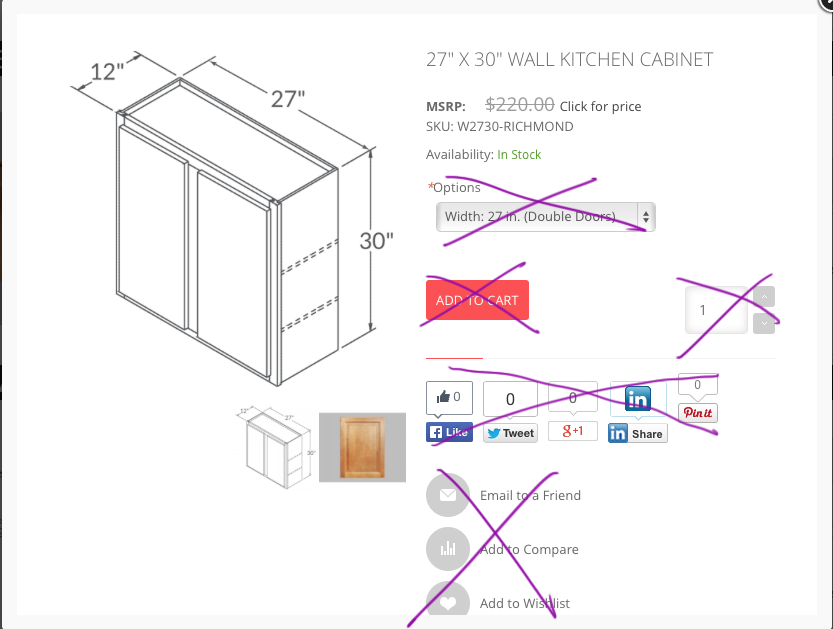 12"
27"
30"
27" X 30" WALL KITCHEN CABINET
MSRP: $220.00 Click for price
SKU: W2730-RICHMOND
Availability: In Stock
*Options
Width: 27 in. (Double Doors)
ADD TO CART
1
0
0
0
in
0
Like
Tweet
g+1
in Share
Pin it
12"
27"
30"
Email to a Friend
Add to Compare
Add to Wishlist